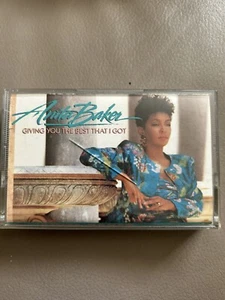 Anita Baker
GIVING YOU THE BEST THAT I GOT